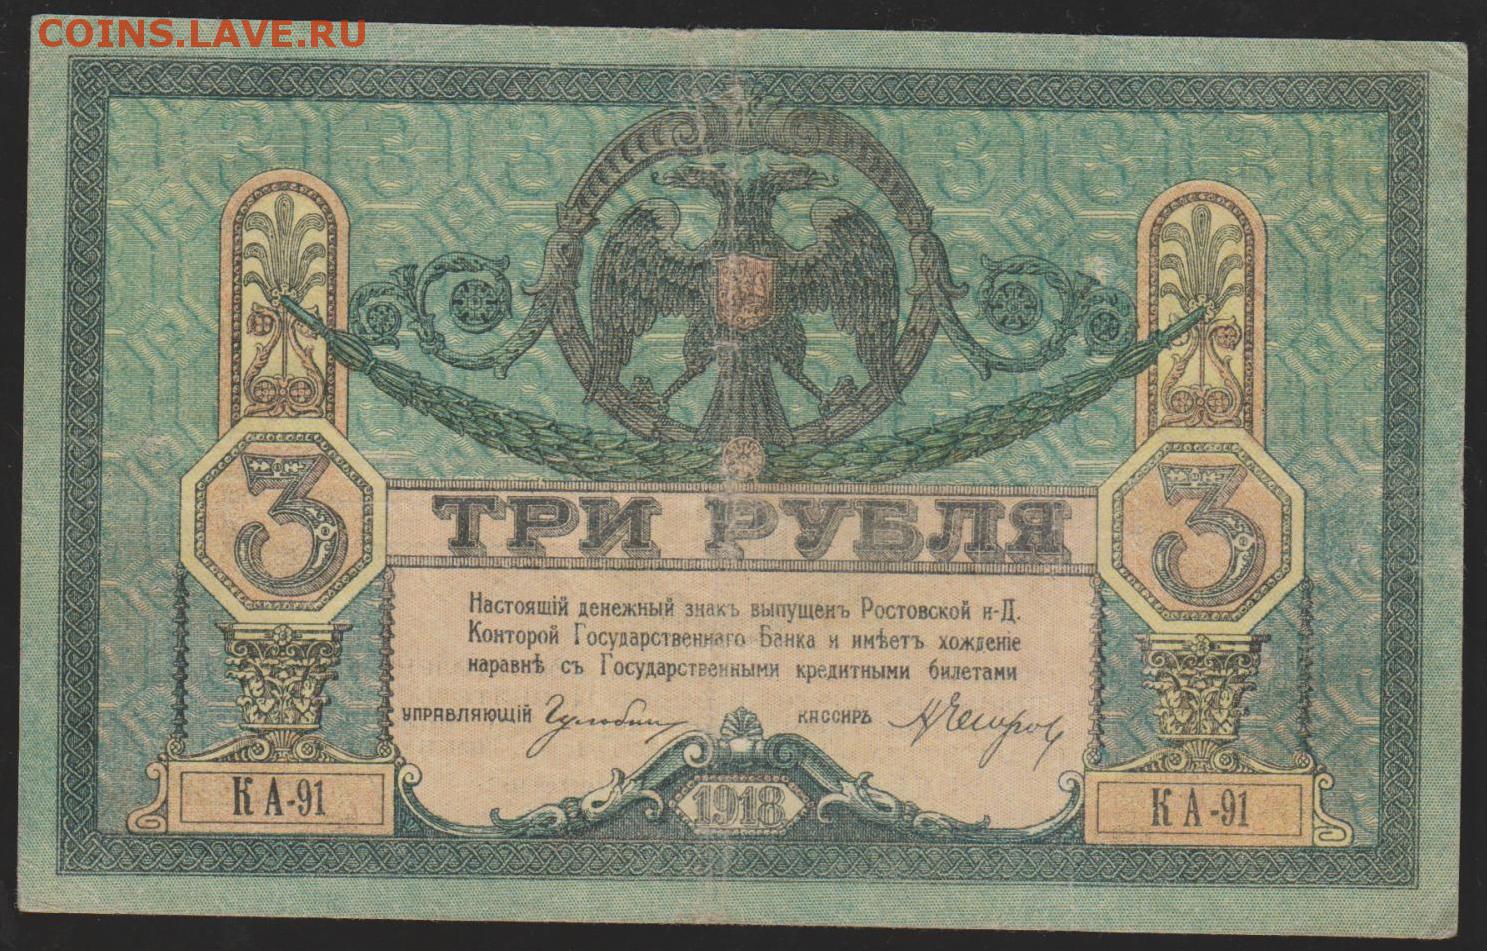 COINS.LAVE.RU
3
3
ТРИ РУБЛЯ
Настоящій денежный знакъ выпущенъ Ростовской н-Д.
Конторой Государственнаго Банка и имѣетъ хожденіе
наравнѣ съ Государственными кредитными билетами
УПРАВЛЯЮЩІЙ
КАССИРЪ
КА-91
1918
КА-91